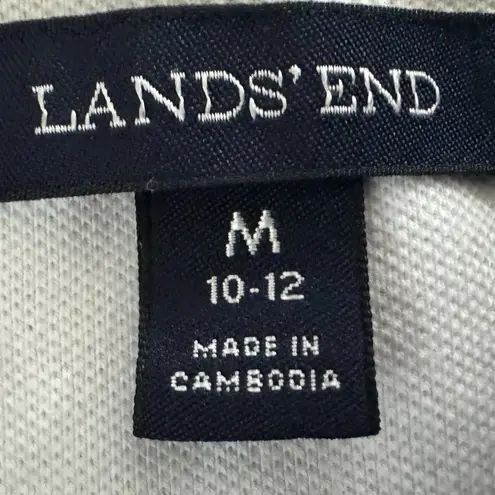 LANDS' END
M
10-12
MADE IN
CAMBODIA